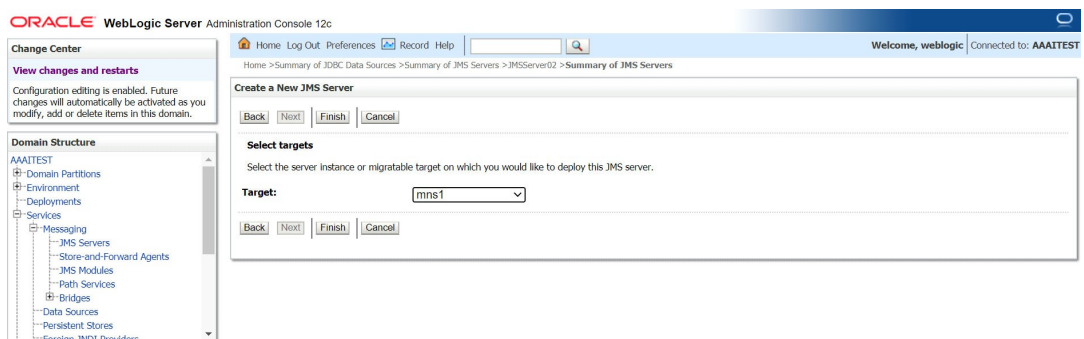 ORACLE WebLogic Server Administration Console 12c
Change Center
View changes and restarts
Configuration editing is enabled. Future
changes will automatically be activated as you
modify, add or delete items in this domain.
Domain Structure
AAAITEST
Domain Partitions
Environment
Deployments
Services
Messaging
JMS Servers
Store-and-Forward Agents
JMS Modules
Path Services
Bridges
Data Sources
Persistent Stores
Foreign JNDI Providers
Home Log Out Preferences Record Help
Welcome, weblogic Connected to: AAAITEST
Home >Summary of JDBC Data Sources >Summary of JMS Servers >JMSServer02 >Summary of JMS Servers
Create a New JMS Server
Back Next Finish Cancel
Select targets
Select the server instance or migratable target on which you would like to deploy this JMS server.
Target: mns1
Back Next Finish Cancel